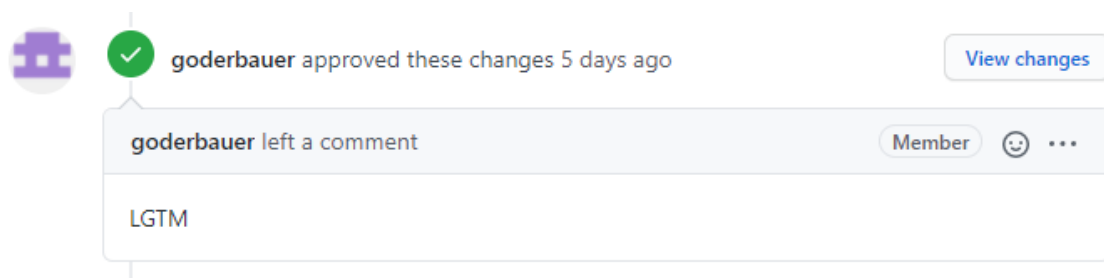 goderbauer approved these changes 5 days ago View changes
goderbauer left a comment Member
LGTM